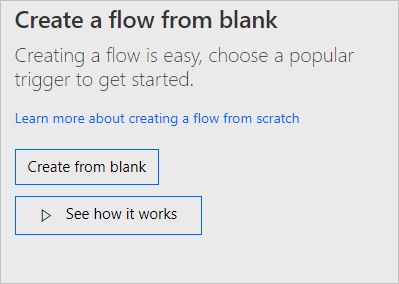 Create a flow from blank
Creating a flow is easy, choose a popular
trigger to get started.
Learn more about creating a flow from scratch
Create from blank
See how it works